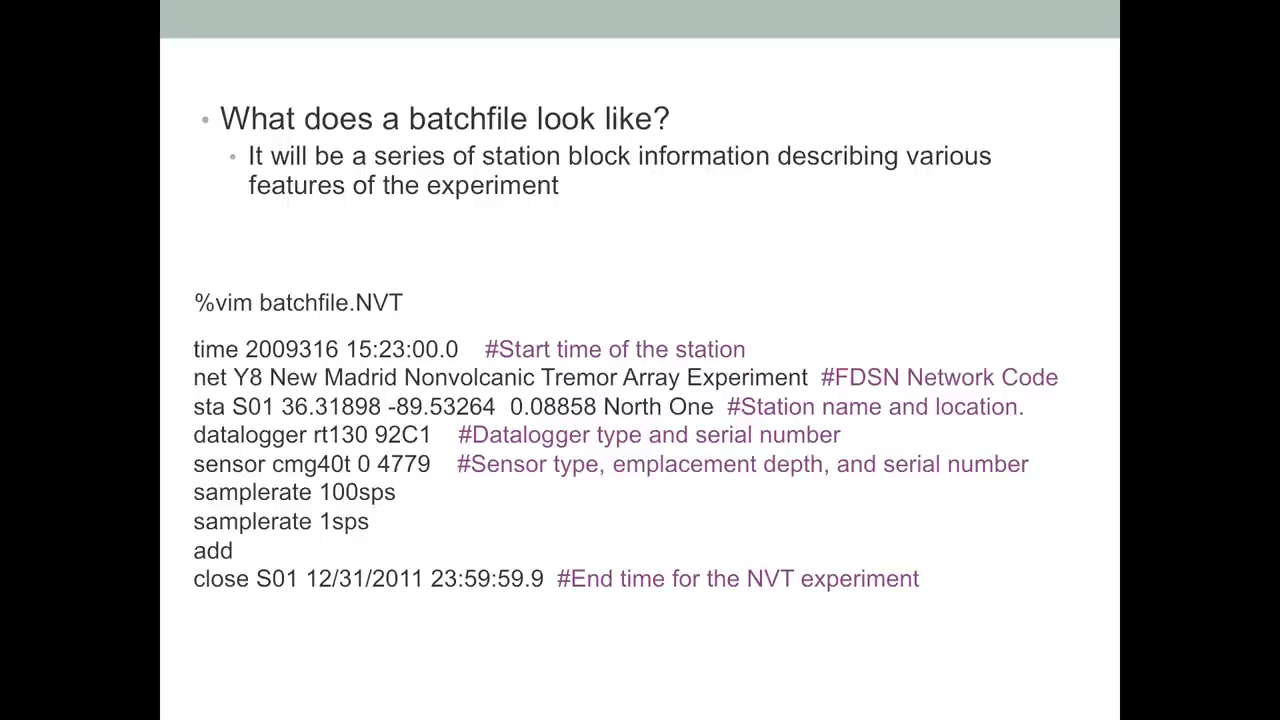 • What does a batchfile look like?
• It will be a series of station block information describing various
features of the experiment
%vim batchfile.NVT
time 2009316 15:23:00.0 #Start time of the station
net Y8 New Madrid Nonvolcanic Tremor Array Experiment #FDSN Network Code
sta S01 36.31898 -89.53264 0.08858 North One #Station name and location.
datalogger rt130 92C1 #Datalogger type and serial number
sensor cmg40t 0 4779 #Sensor type, emplacement depth, and serial number
samplerate 100sps
samplerate 1sps
add
close S01 12/31/2011 23:59:59.9 #End time for the NVT experiment